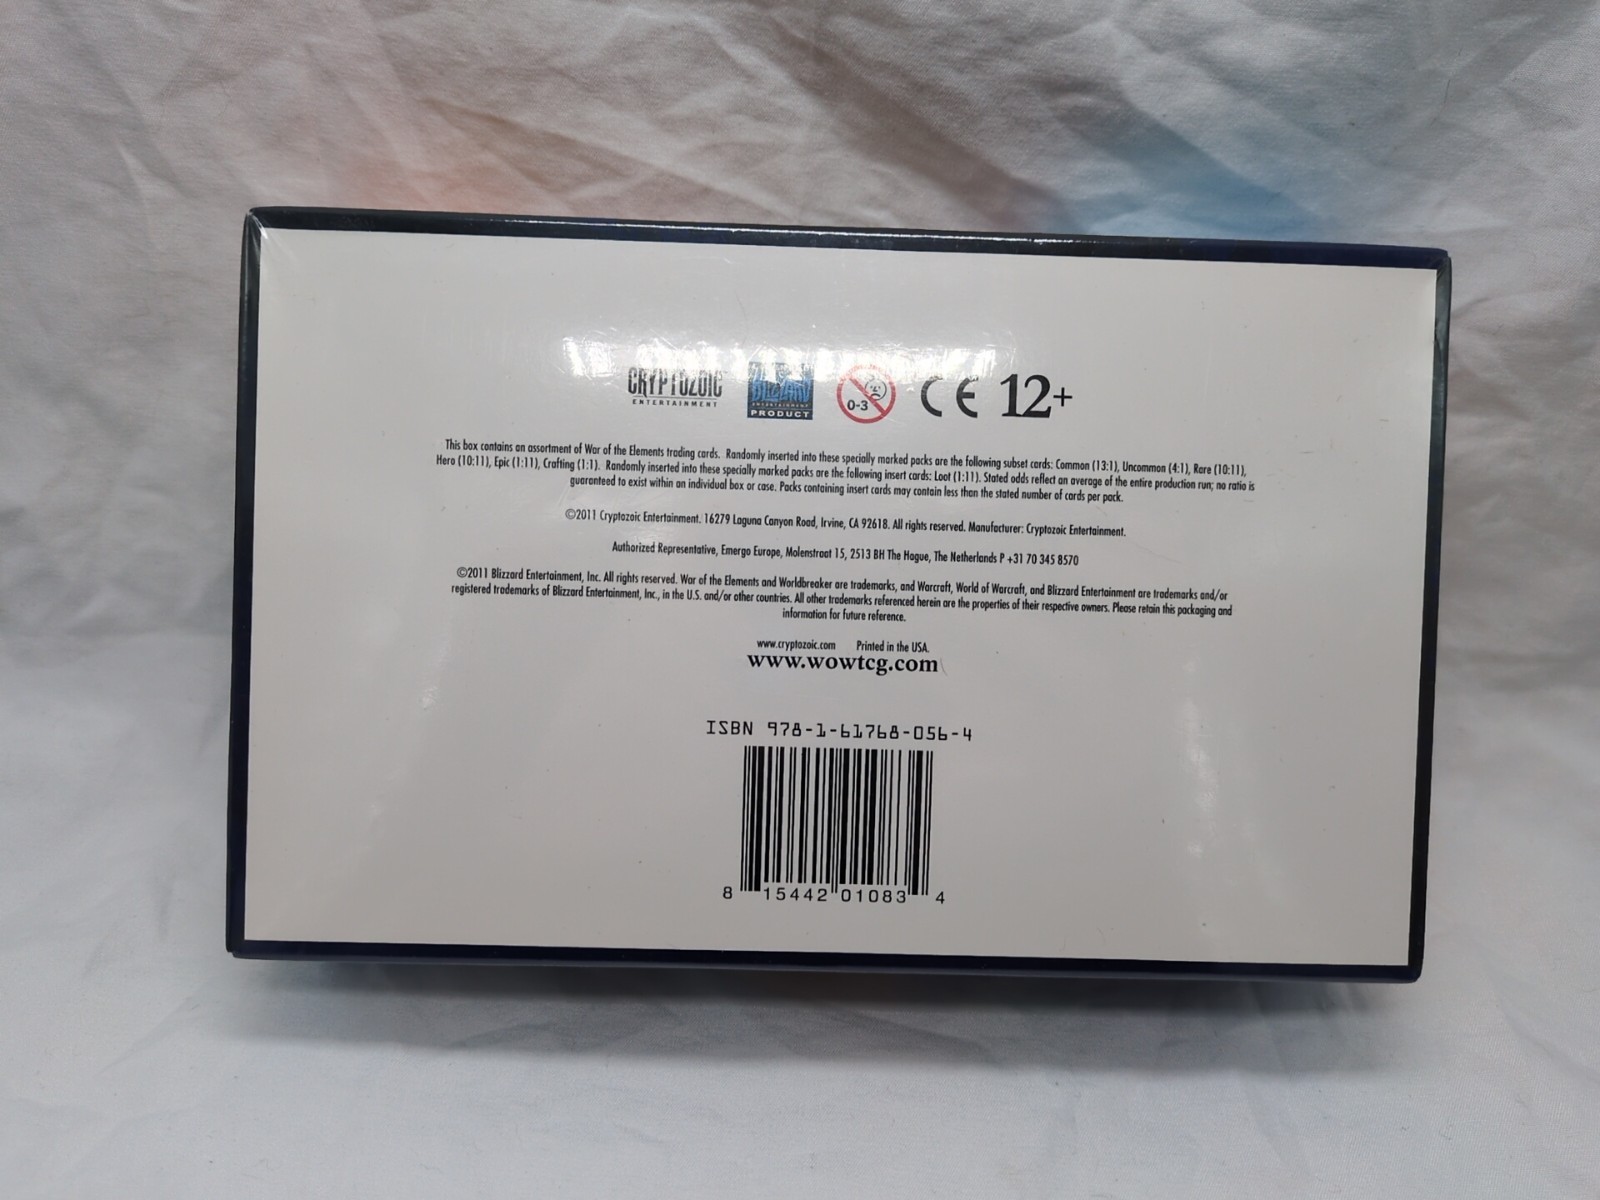 CRYPTOZOIC
ENTERTAINMENT
BLIZZARD
ENTERTAINMENT
PRODUCT
0-3
CE 12+
This box contains an assortment of War of the Elements trading cards. Randomly inserted into these specially marked packs are the following subset cards: Common (13:1), Uncommon (4:1), Rare (10:11),
Hero (10:11), Epic (1:11), Crafting (1:1). Randomly inserted into these specially marked packs are the following insert cards: Loot (1:11). Stated odds reflect an average of the entire production run; no ratio is
guaranteed to exist within an individual box or case. Packs containing insert cards may contain less than the stated number of cards per pack.
©2011 Cryptozoic Entertainment. 16279 Laguna Canyon Road, Irvine, CA 92618. All rights reserved. Manufacturer: Cryptozoic Entertainment.
Authorized Representative, Emergo Europe, Molenstraat 15, 2513 BH The Hague, The Netherlands P +31 70 345 8570
©2011 Blizzard Entertainment, Inc. All rights reserved. War of the Elements and Worldbreaker are trademarks, and Warcraft, World of Warcraft, and Blizzard Entertainment are trademarks and/or
registered trademarks of Blizzard Entertainment, Inc., in the U.S. and/or other countries. All other trademarks referenced herein are the properties of their respective owners. Please retain this packaging and
information for future reference.
www.cryptozoic.com Printed in the USA.
www.wowtcg.com
ISBN 978-1-61768-056-4
8 15442 01083 4